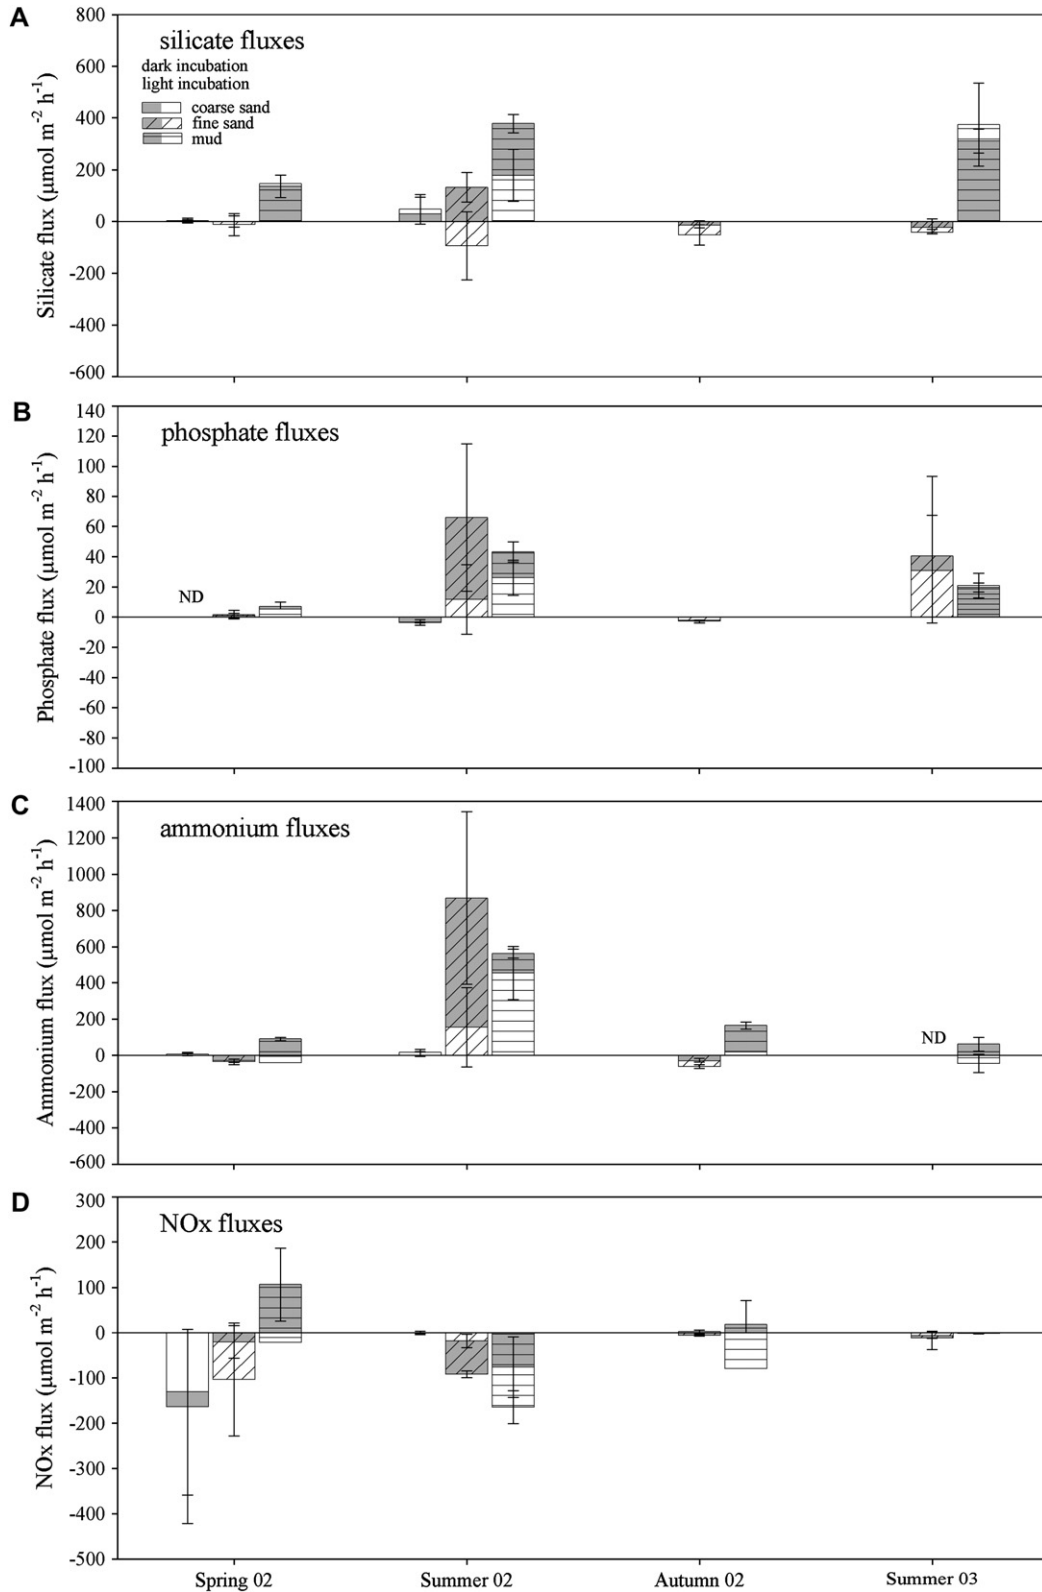 A
silicate fluxes
dark incubation
light incubation
coarse sand
fine sand
mud
Silicate flux (µmol m⁻² h⁻¹)
800
600
400
200
0
-200
-400
-600
B
phosphate fluxes
ND
Phosphate flux (µmol m⁻² h⁻¹)
140
120
100
80
60
40
20
0
-20
-40
-60
-80
-100
C
ammonium fluxes
ND
Ammonium flux (µmol m⁻² h⁻¹)
1400
1200
1000
800
600
400
200
0
-200
-400
-600
D
NOx fluxes
NOx flux (µmol m⁻² h⁻¹)
300
200
100
0
-100
-200
-300
-400
-500
Spring 02 Summer 02 Autumn 02 Summer 03